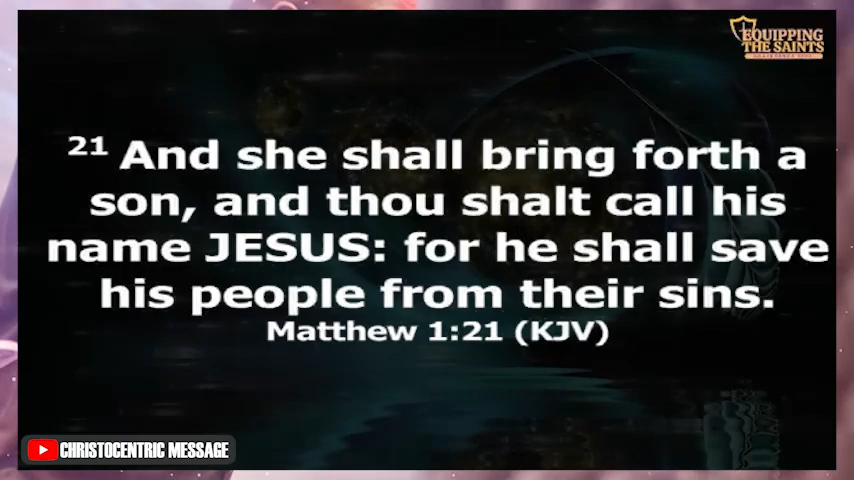 EQUIPPING
THE SAINTS
21 And she shall bring forth a
son, and thou shalt call his
name JESUS: for he shall save
his people from their sins.
Matthew 1:21 (KJV)
CHRISTOCENTRIC MESSAGE